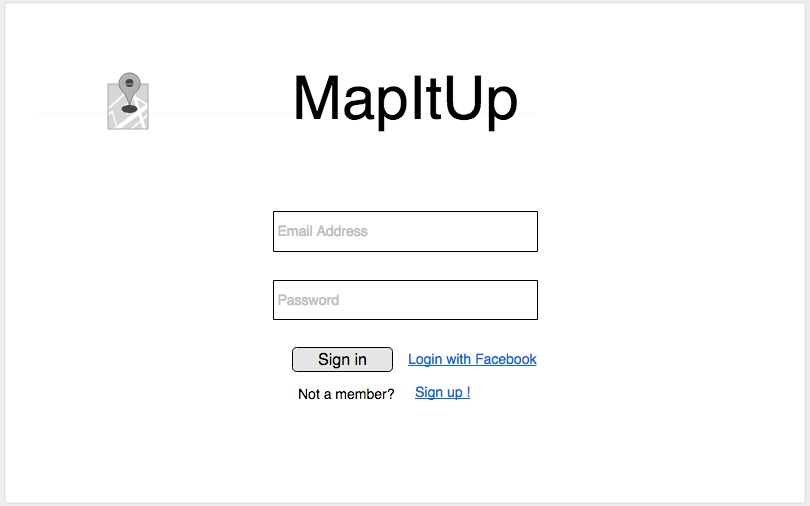 MapItUp
Email Address
Password
Sign in Login with Facebook
Not a member? Sign up !